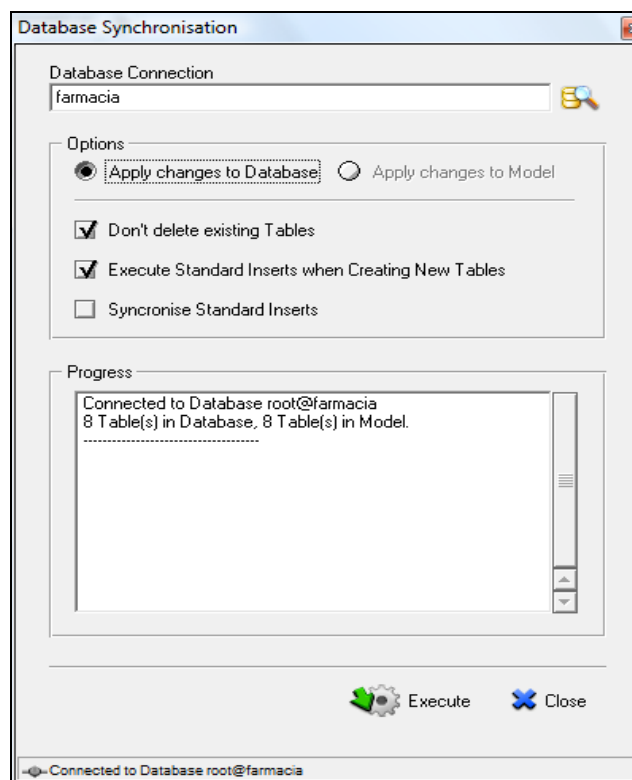 Database Synchronisation
Database Connection
farmacia
Options
Apply changes to Database Apply changes to Model
Don't delete existing Tables
Execute Standard Inserts when Creating New Tables
Syncronise Standard Inserts
Progress
Connected to Database root@farmacia
8 Table(s) in Database, 8 Table(s) in Model.
------------------------------------
Execute Close
Connected to Database root@farmacia